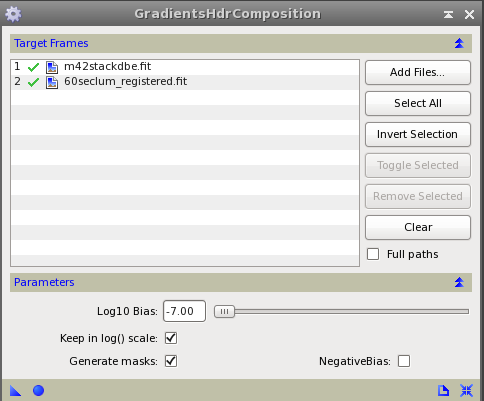 GradientsHdrComposition
Target Frames
1 m42stackdbe.fit
2 60seclum_registered.fit
Add Files...
Select All
Invert Selection
Toggle Selected
Remove Selected
Clear
Full paths
Parameters
Log10 Bias: -7.00
Keep in log() scale:
Generate masks:
NegativeBias: